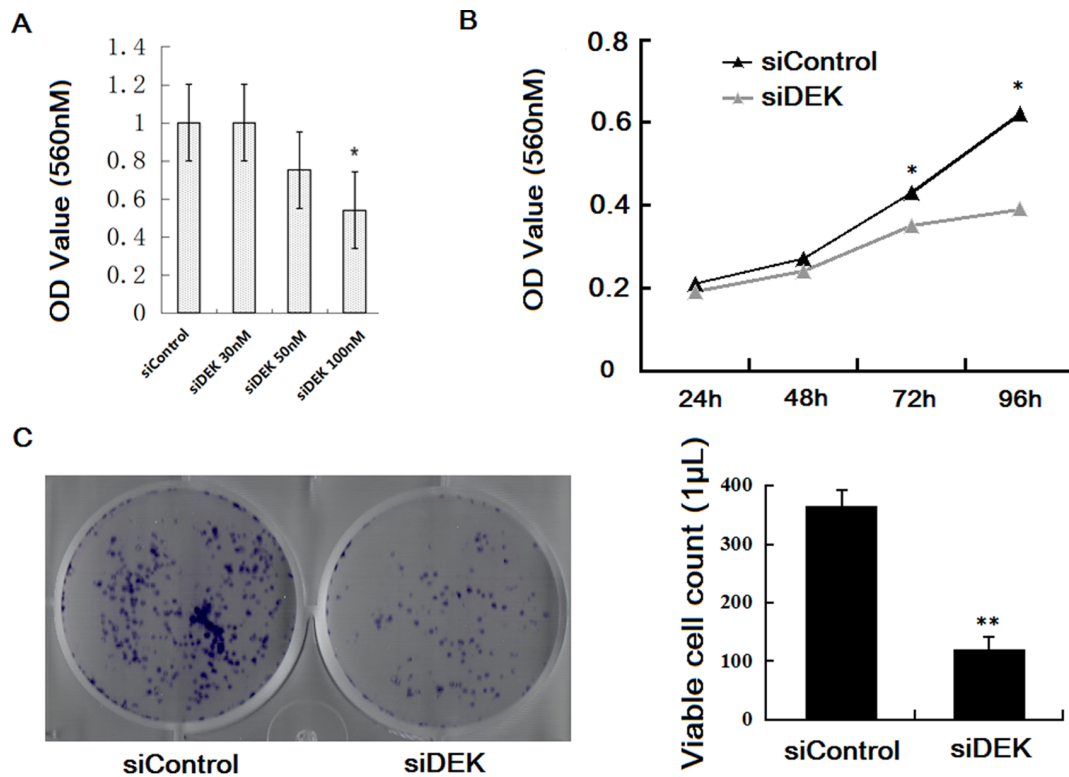 A
OD Value (560nM)
1.4
1.2
1
0.8
0.6
0.4
0.2
0
*
siControl
siDEK 30nM
siDEK 50nM
siDEK 100nM
B
OD Value (560nM)
0.8
0.6
0.4
0.2
0
siControl
siDEK
*
*
24h
48h
72h
96h
C
siControl
siDEK
Viable cell count (1μL)
400
300
200
100
0
**
siControl
siDEK